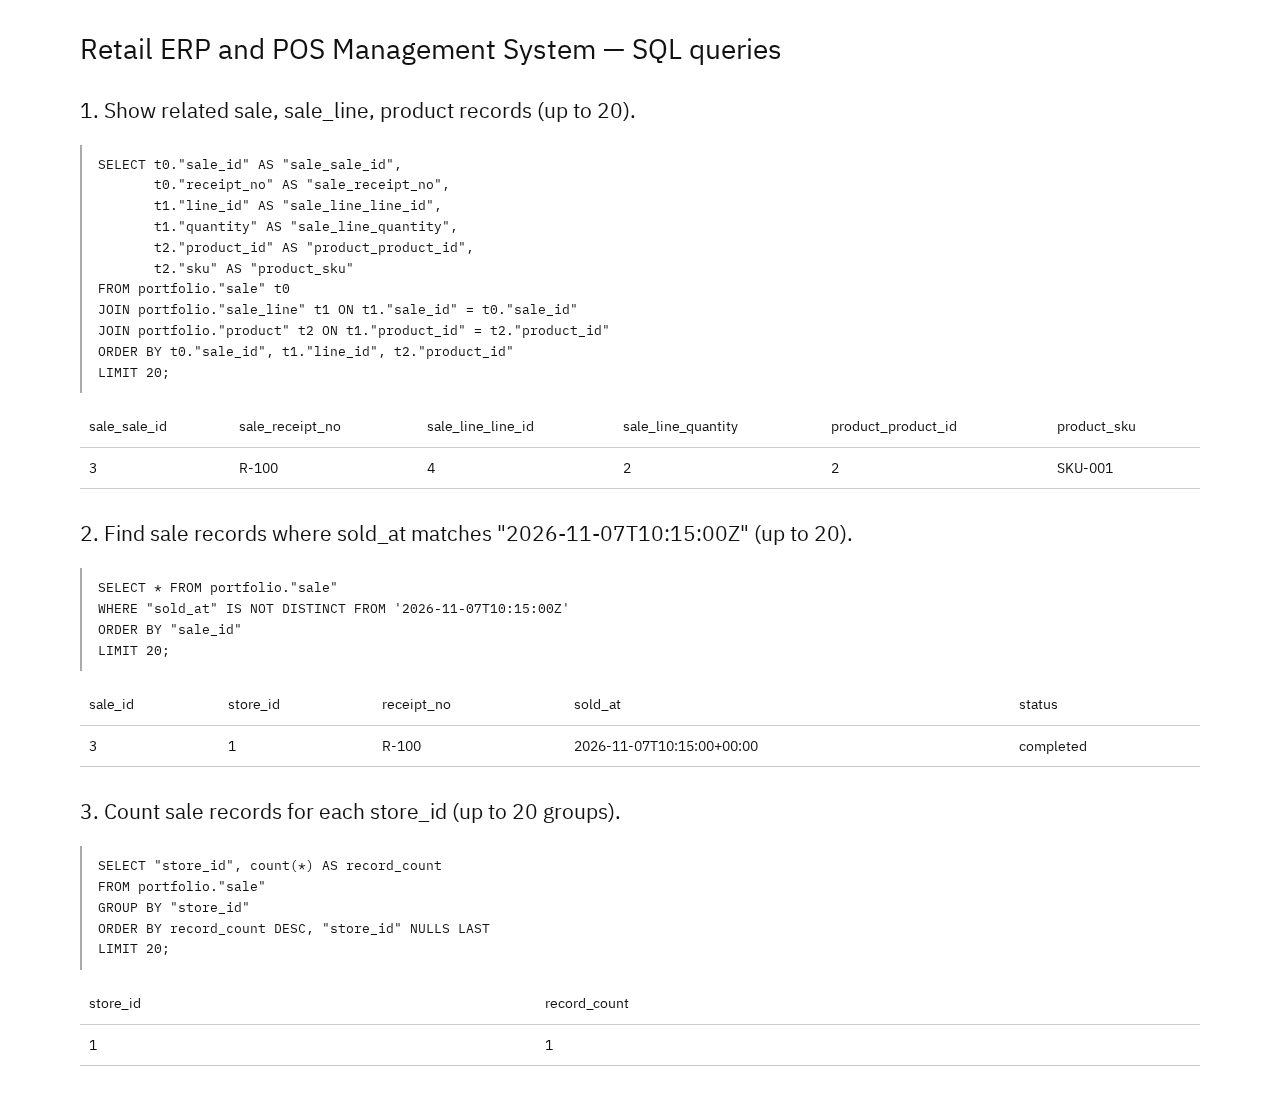 Retail ERP and POS Management System — SQL queries
1. Show related sale, sale_line, product records (up to 20).
SELECT t0."sale_id" AS "sale_sale_id",
       t0."receipt_no" AS "sale_receipt_no",
       t1."line_id" AS "sale_line_line_id",
       t1."quantity" AS "sale_line_quantity",
       t2."product_id" AS "product_product_id",
       t2."sku" AS "product_sku"
FROM portfolio."sale" t0
JOIN portfolio."sale_line" t1 ON t1."sale_id" = t0."sale_id"
JOIN portfolio."product" t2 ON t1."product_id" = t2."product_id"
ORDER BY t0."sale_id", t1."line_id", t2."product_id"
LIMIT 20;
sale_sale_id sale_receipt_no sale_line_line_id sale_line_quantity product_product_id product_sku
3 R-100 4 2 2 SKU-001
2. Find sale records where sold_at matches "2026-11-07T10:15:00Z" (up to 20).
SELECT * FROM portfolio."sale"
WHERE "sold_at" IS NOT DISTINCT FROM '2026-11-07T10:15:00Z'
ORDER BY "sale_id"
LIMIT 20;
sale_id store_id receipt_no sold_at status
3 1 R-100 2026-11-07T10:15:00+00:00 completed
3. Count sale records for each store_id (up to 20 groups).
SELECT "store_id", count(*) AS record_count
FROM portfolio."sale"
GROUP BY "store_id"
ORDER BY record_count DESC, "store_id" NULLS LAST
LIMIT 20;
store_id record_count
1 1